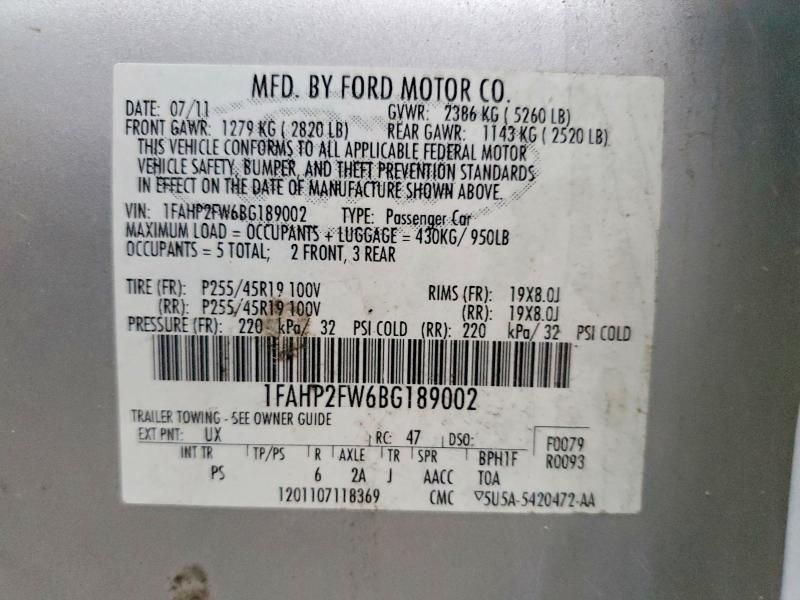 MFD. BY FORD MOTOR CO.
DATE: 07/11 GVWR: 2386 KG ( 5260 LB)
FRONT GAWR: 1279 KG ( 2820 LB) REAR GAWR: 1143 KG ( 2520 LB)
THIS VEHICLE CONFORMS TO ALL APPLICABLE FEDERAL MOTOR
VEHICLE SAFETY, BUMPER, AND THEFT PREVENTION STANDARDS
IN EFFECT ON THE DATE OF MANUFACTURE SHOWN ABOVE.
VIN: 1FAHP2FW6BG189002 TYPE: Passenger Car
MAXIMUM LOAD = OCCUPANTS + LUGGAGE = 430KG/ 950LB
OCCUPANTS = 5 TOTAL; 2 FRONT, 3 REAR
TIRE (FR): P255/45R19 100V RIMS (FR): 19X8.0J
(RR): P255/45R19 100V (RR): 19X8.0J
PRESSURE (FR): 220 kPa/ 32 PSI COLD (RR): 220 kPa/ 32 PSI COLD
1FAHP2FW6BG189002
TRAILER TOWING - SEE OWNER GUIDE
EXT PNT: UX RC: 47 DSO: F0079
INT TR TP/PS R AXLE TR SPR BPH1F R0093
PS 6 2A J AACC TOA
1201107118369 CMC ▽5U5A-5420472-AA